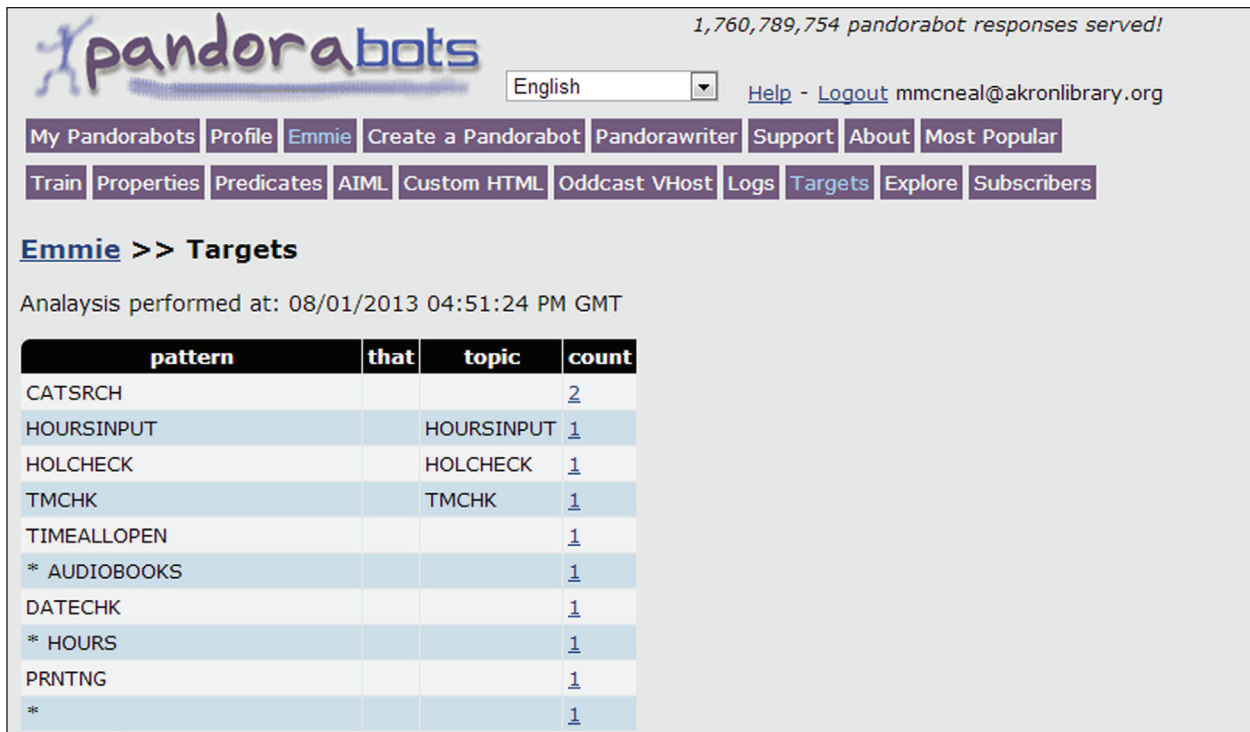 1,760,789,754 pandorabot responses served!
pandorabots
English
Help - Logout mmcneal@akronlibrary.org
My Pandorabots Profile Emmie Create a Pandorabot Pandorawriter Support About Most Popular
Train Properties Predicates AIML Custom HTML Oddcast VHost Logs Targets Explore Subscribers
Emmie >> Targets
Analaysis performed at: 08/01/2013 04:51:24 PM GMT
pattern that topic count
CATSRCH 2
HOURSINPUT HOURSINPUT 1
HOLCHECK HOLCHECK 1
TMCHK TMCHK 1
TIMEALLOPEN 1
* AUDIOBOOKS 1
DATECHK 1
* HOURS 1
PRNTNG 1
* 1